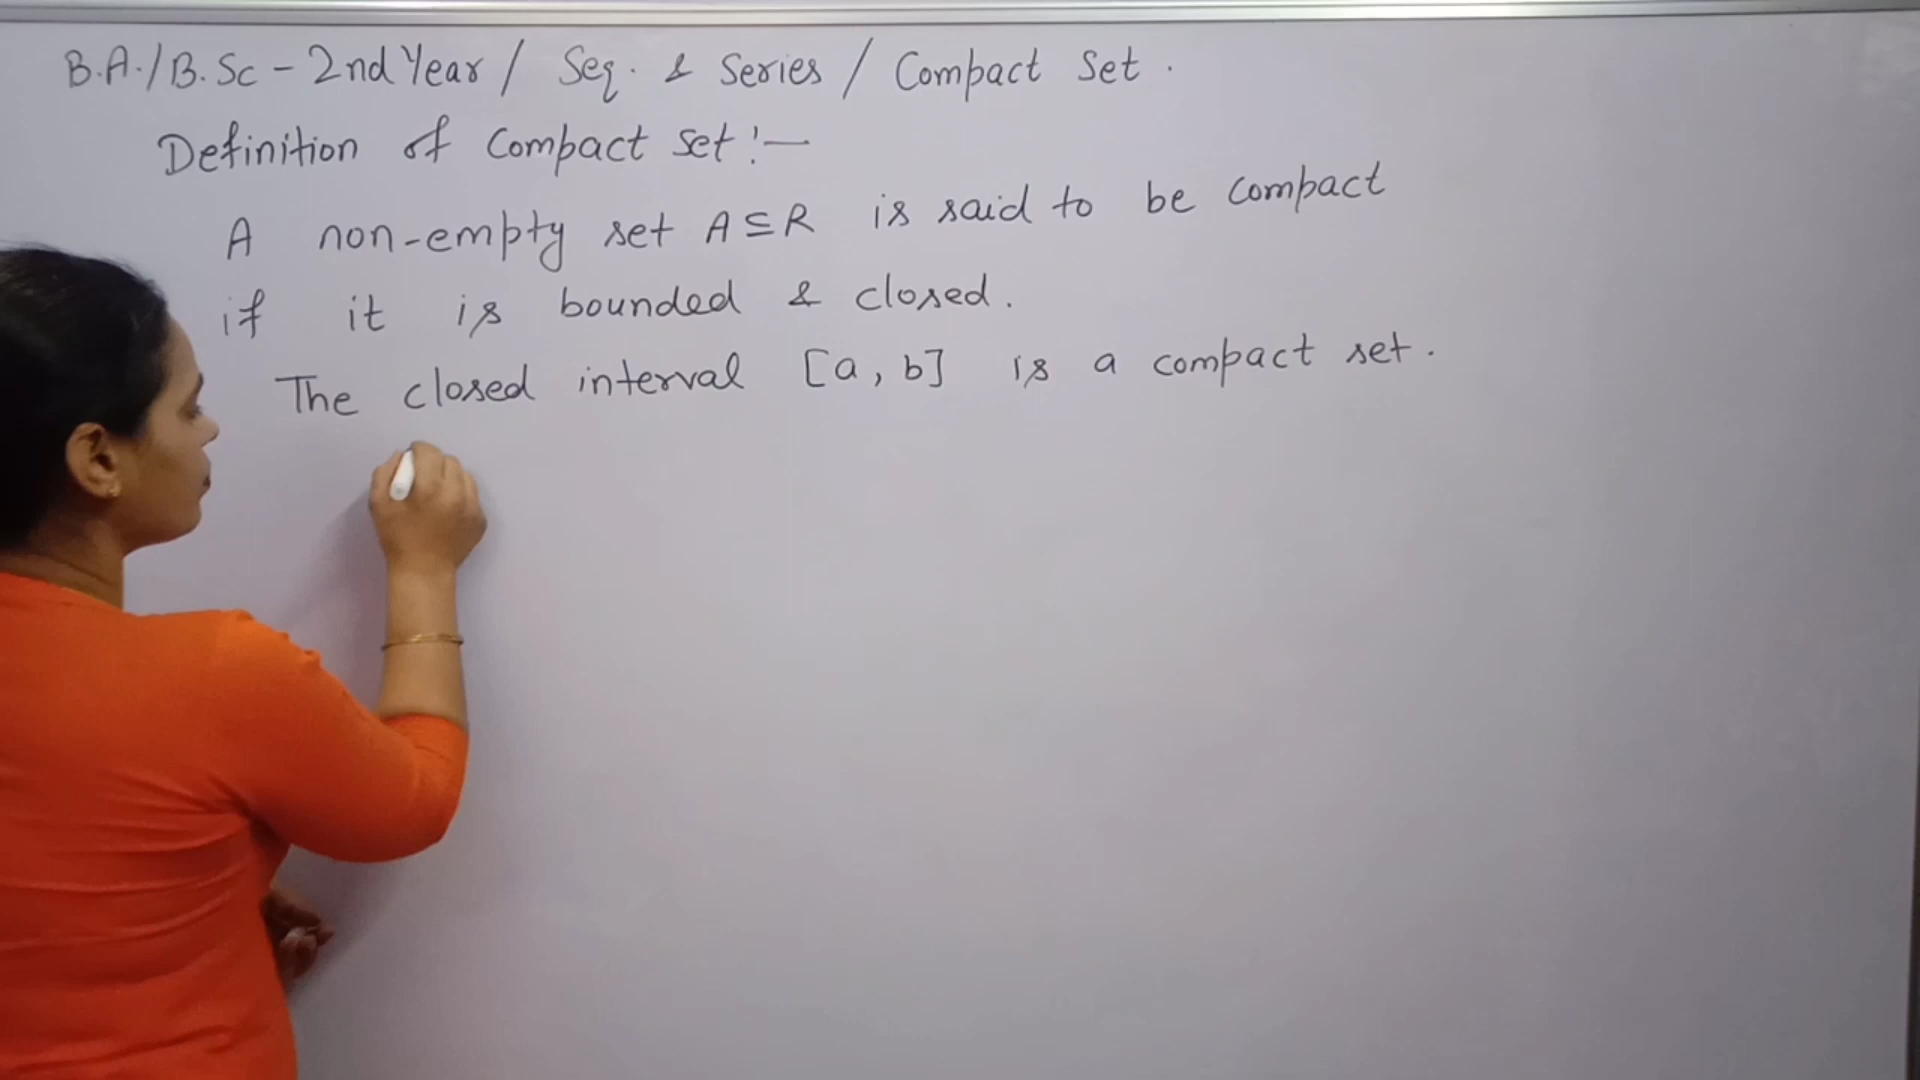 B.A./B.Sc - 2nd Year / Seq. & Series / Compact Set.
Definition of Compact Set :-
A non-empty set A ⊆ R is said to be compact
if it is bounded & closed.
The closed interval [a, b] is a compact set.